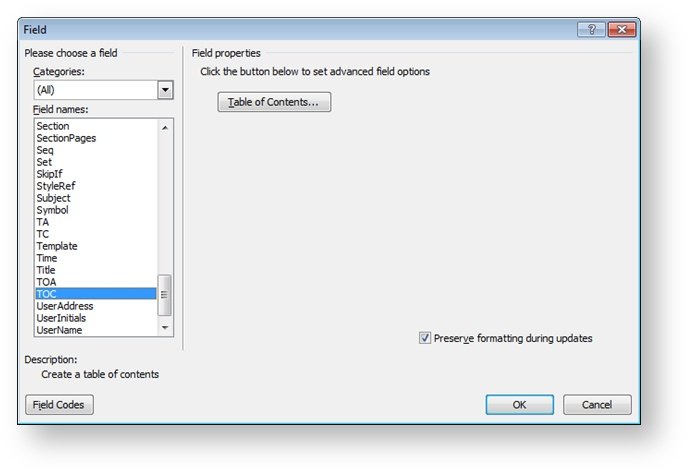 Field
Please choose a field
Categories:
(All)
Field names:
Section
SectionPages
Seq
Set
SkipIf
StyleRef
Subject
Symbol
TA
TC
Template
Time
Title
TOA
TOC
UserAddress
UserInitials
UserName
Field properties
Click the button below to set advanced field options
Table of Contents...
Preserve formatting during updates
Description:
Create a table of contents
Field Codes
OK
Cancel